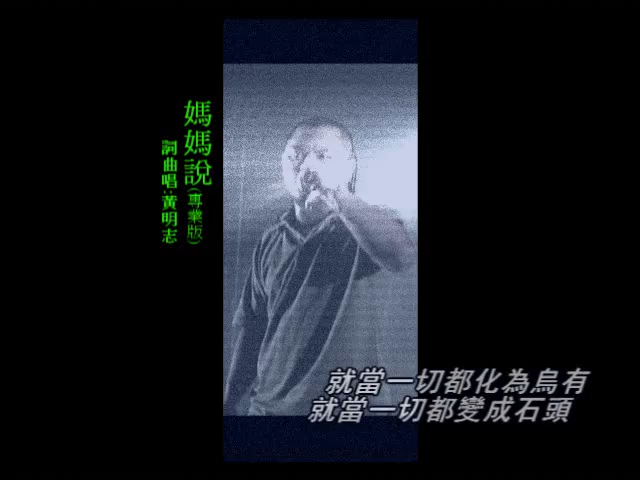 媽媽說(專業版)
詞曲唱:黃明志
就當一切都化為烏有
就當一切都變成石頭